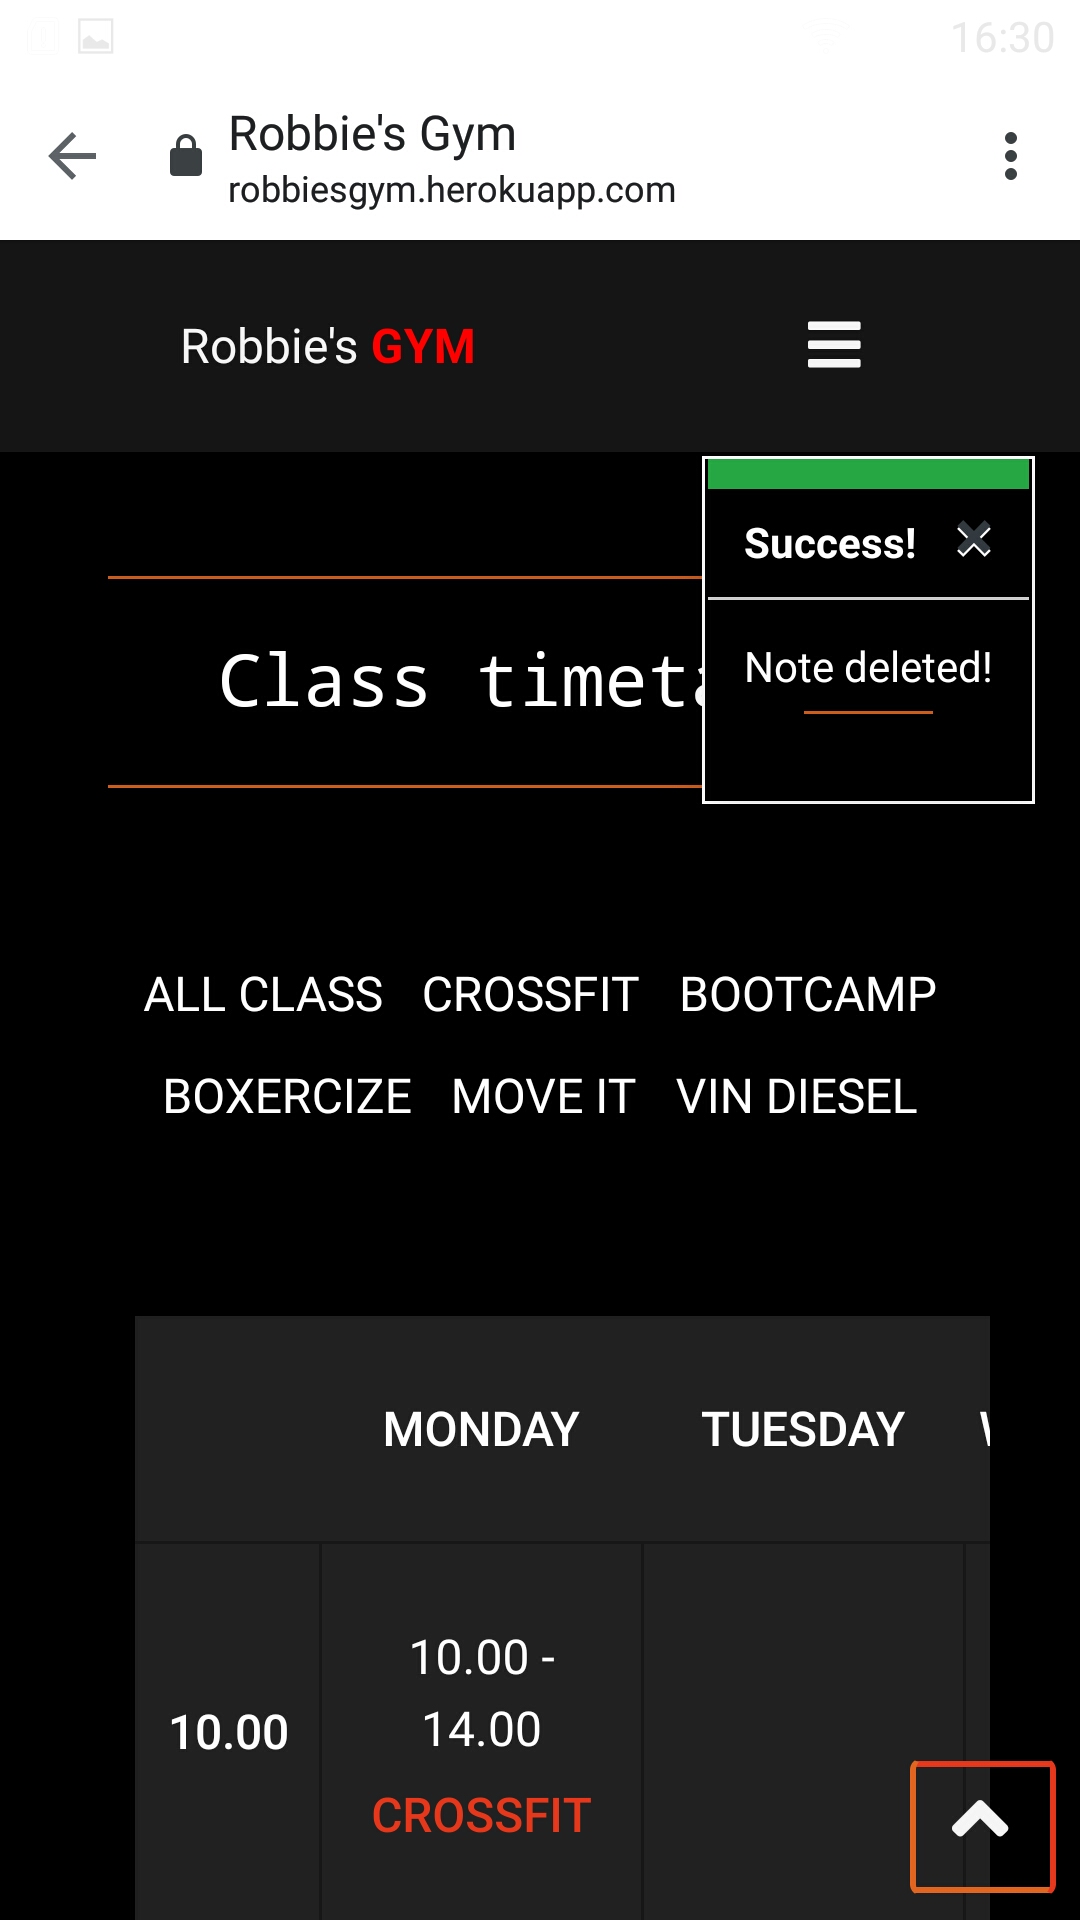 16:30
Robbie's Gym
robbiesgym.herokuapp.com
Robbie's GYM
Success!
Note deleted!
Class timeta
ALL CLASS CROSSFIT BOOTCAMP
BOXERCIZE MOVE IT VIN DIESEL
MONDAY TUESDAY
10.00
10.00 -
14.00
CROSSFIT